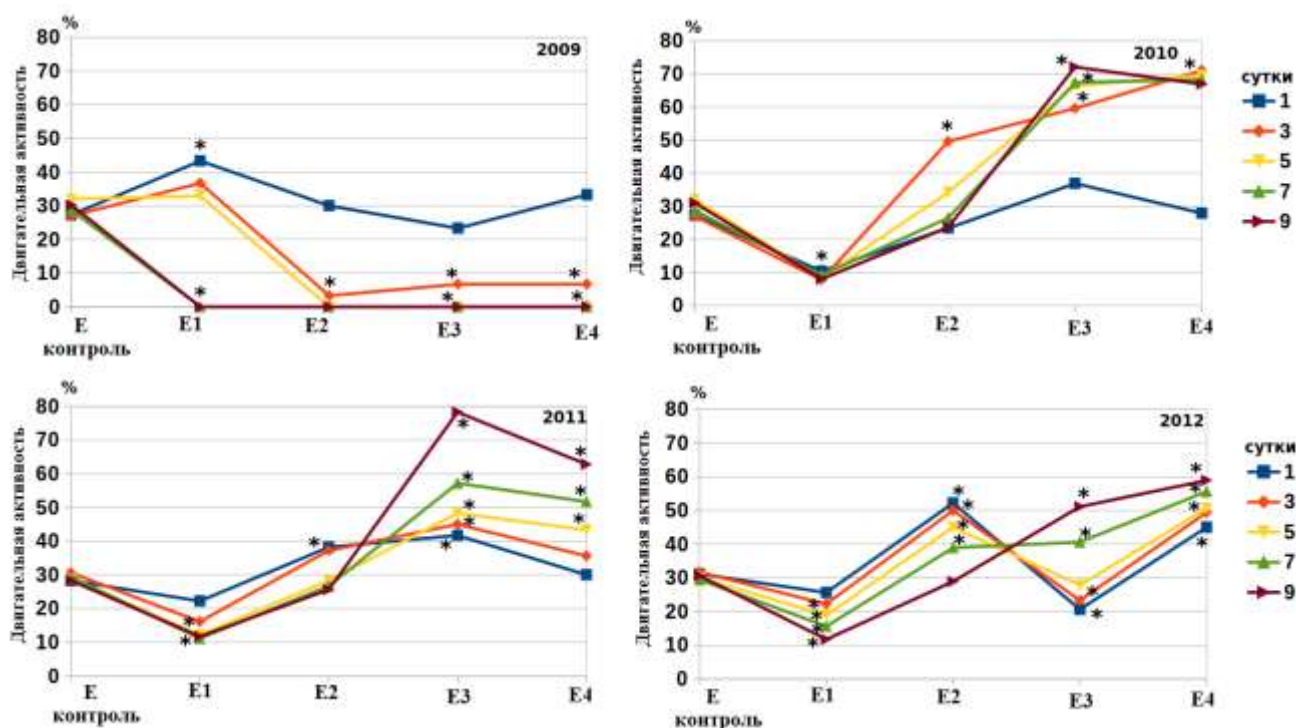 %
2009
Двигательная активность
80
70
60
50
40
30
20
10
0
E
контроль
E1
E2
E3
E4
%
2010
Двигательная активность
80
70
60
50
40
30
20
10
0
E
контроль
E1
E2
E3
E4
сутки
1
3
5
7
9
%
2011
Двигательная активность
80
70
60
50
40
30
20
10
0
E
контроль
E1
E2
E3
E4
%
2012
Двигательная активность
80
70
60
50
40
30
20
10
0
E
контроль
E1
E2
E3
E4
сутки
1
3
5
7
9